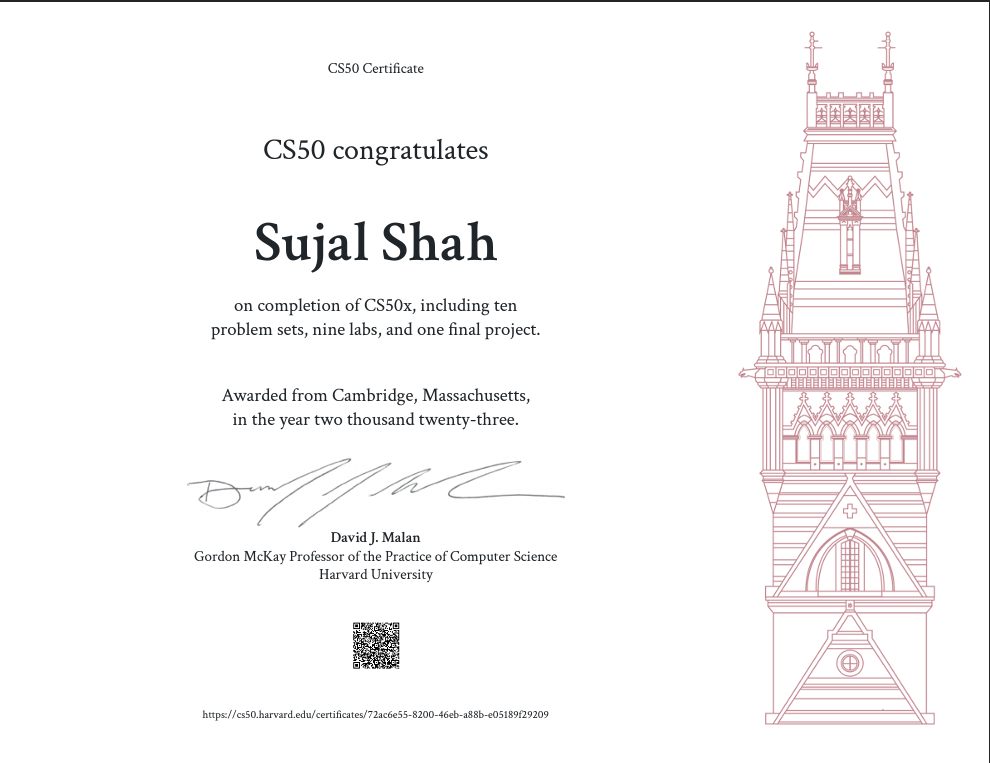 CS50 Certificate
CS50 congratulates
Sujal Shah
on completion of CS50x, including ten
problem sets, nine labs, and one final project.
Awarded from Cambridge, Massachusetts,
in the year two thousand twenty-three.
David J. Malan
Gordon McKay Professor of the Practice of Computer Science
Harvard University
https://cs50.harvard.edu/certificates/72ac6e55-8200-46eb-a88b-e05189f29209